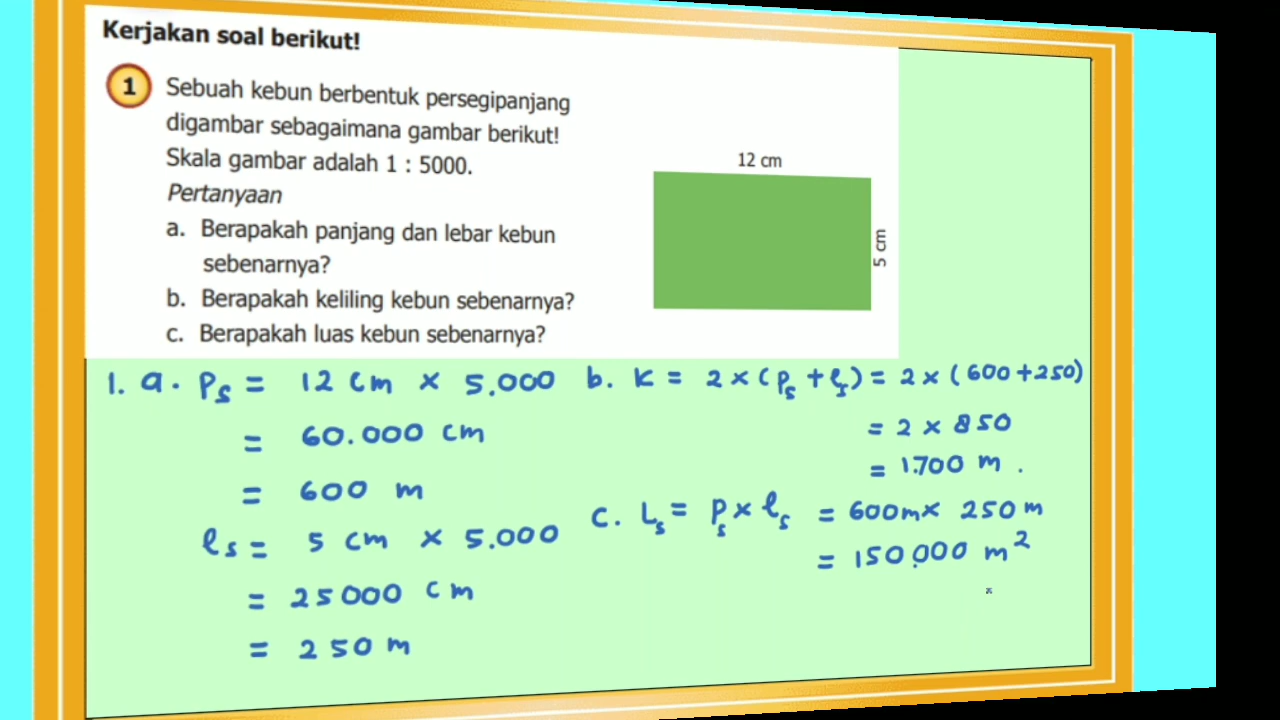 Kerjakan soal berikut!
1
Sebuah kebun berbentuk persegipanjang
digambar sebagaimana gambar berikut!
Skala gambar adalah 1 : 5000.
Pertanyaan
a. Berapakah panjang dan lebar kebun
sebenarnya?
b. Berapakah keliling kebun sebenarnya?
c. Berapakah luas kebun sebenarnya?
12 cm
5 cm
1. a. Ps = 12 cm × 5.000
= 60.000 cm
= 600 m
ls = 5 cm × 5.000
= 25000 cm
= 250 m
b. K = 2 × (Ps + ls) = 2 × (600 + 250)
= 2 × 850
= 1.700 m.
c. Ls = Ps × ls = 600 m × 250 m
= 150.000 m²